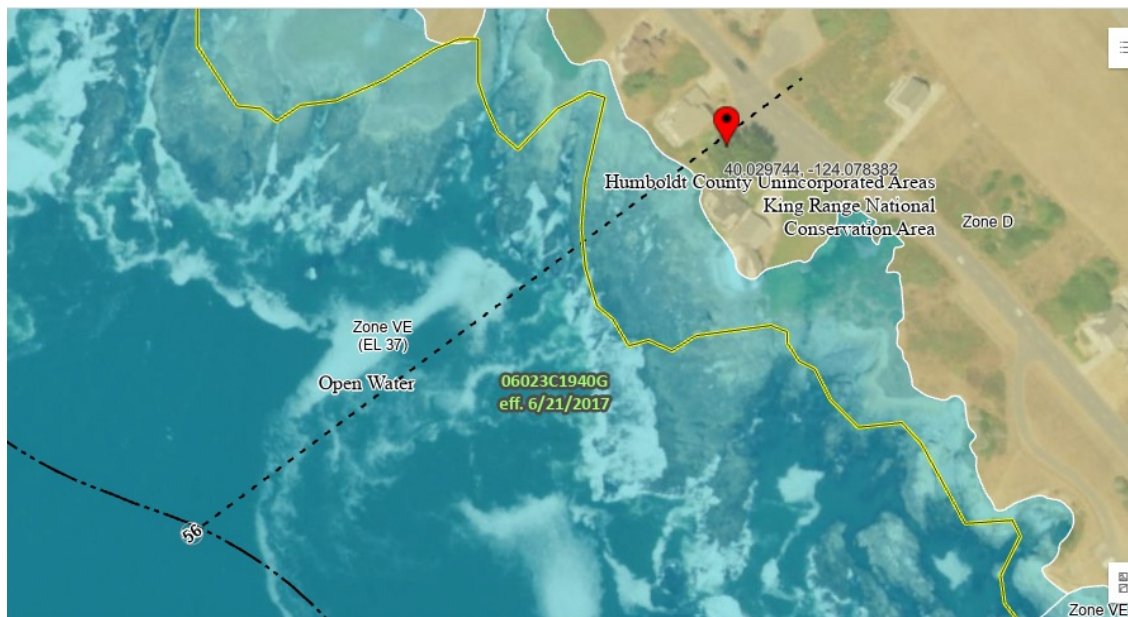 40.029744, -124.078382
Humboldt County Unincorporated Areas
King Range National
Conservation Area
Zone D
Zone VE
(EL 37)
Open Water
06023C1940G
eff. 6/21/2017
56
Zone VE